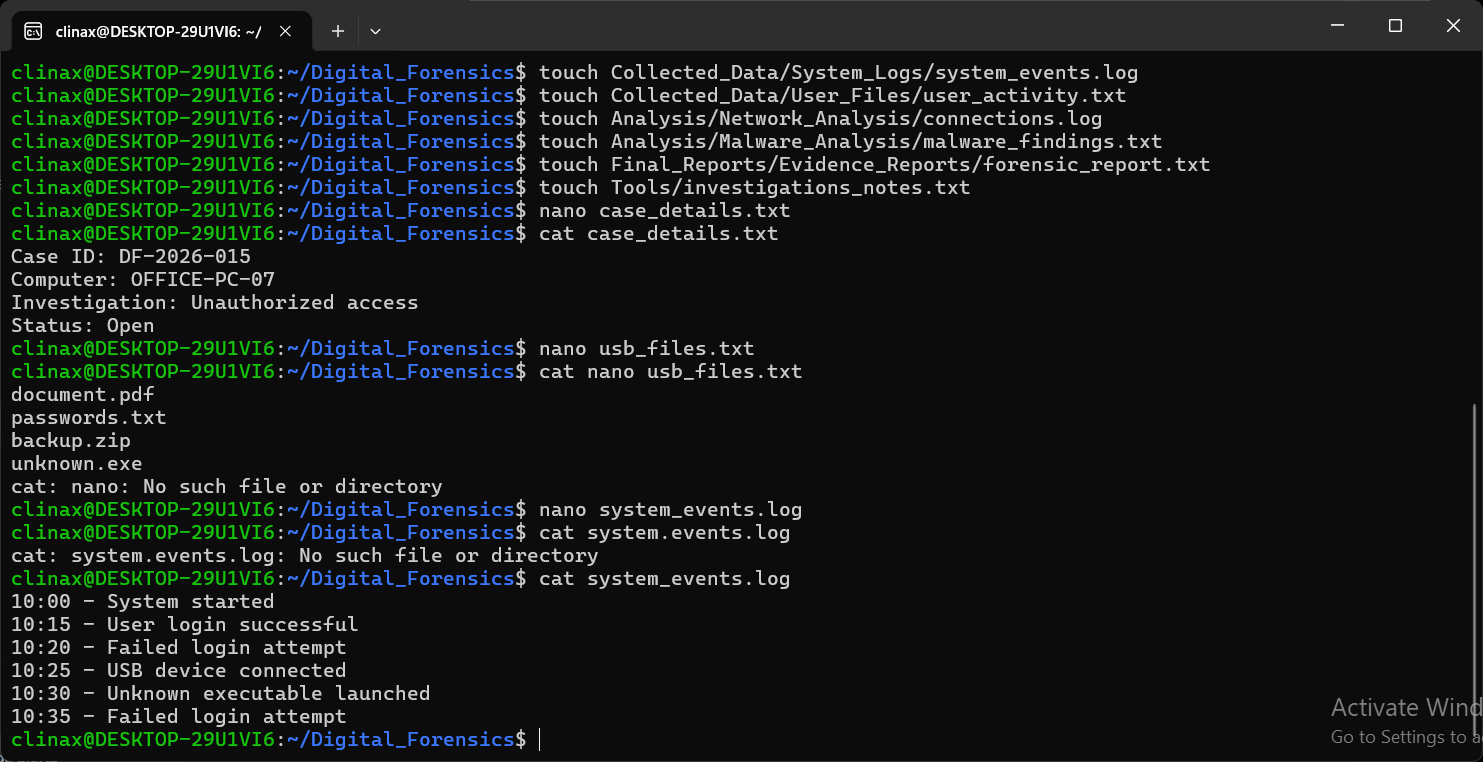 clinax@DESKTOP-29U1VI6: ~/
clinax@DESKTOP-29U1VI6:~/Digital_Forensics$ touch Collected_Data/System_Logs/system_events.log
clinax@DESKTOP-29U1VI6:~/Digital_Forensics$ touch Collected_Data/User_Files/user_activity.txt
clinax@DESKTOP-29U1VI6:~/Digital_Forensics$ touch Analysis/Network_Analysis/connections.log
clinax@DESKTOP-29U1VI6:~/Digital_Forensics$ touch Analysis/Malware_Analysis/malware_findings.txt
clinax@DESKTOP-29U1VI6:~/Digital_Forensics$ touch Final_Reports/Evidence_Reports/forensic_report.txt
clinax@DESKTOP-29U1VI6:~/Digital_Forensics$ touch Tools/investigations_notes.txt
clinax@DESKTOP-29U1VI6:~/Digital_Forensics$ nano case_details.txt
clinax@DESKTOP-29U1VI6:~/Digital_Forensics$ cat case_details.txt
Case ID: DF-2026-015
Computer: OFFICE-PC-07
Investigation: Unauthorized access
Status: Open
clinax@DESKTOP-29U1VI6:~/Digital_Forensics$ nano usb_files.txt
clinax@DESKTOP-29U1VI6:~/Digital_Forensics$ cat nano usb_files.txt
document.pdf
passwords.txt
backup.zip
unknown.exe
cat: nano: No such file or directory
clinax@DESKTOP-29U1VI6:~/Digital_Forensics$ nano system_events.log
clinax@DESKTOP-29U1VI6:~/Digital_Forensics$ cat system.events.log
cat: system.events.log: No such file or directory
clinax@DESKTOP-29U1VI6:~/Digital_Forensics$ cat system_events.log
10:00 - System started
10:15 - User login successful
10:20 - Failed login attempt
10:25 - USB device connected
10:30 - Unknown executable launched
10:35 - Failed login attempt
clinax@DESKTOP-29U1VI6:~/Digital_Forensics$
Activate Wind
Go to Settings to a